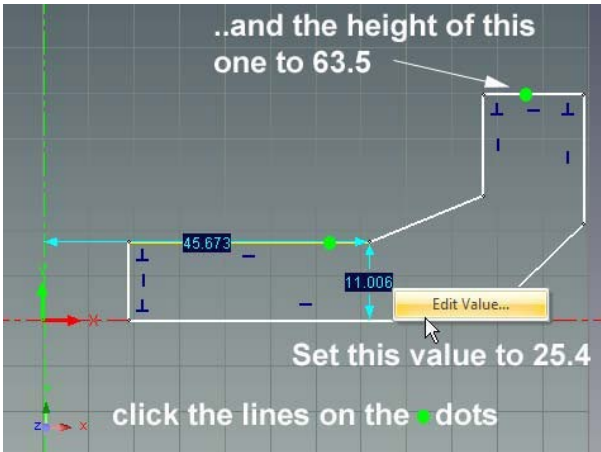 ..and the height of this
one to 63.5
45.673
11.006
Edit Value...
Set this value to 25.4
click the lines on the dots
z x